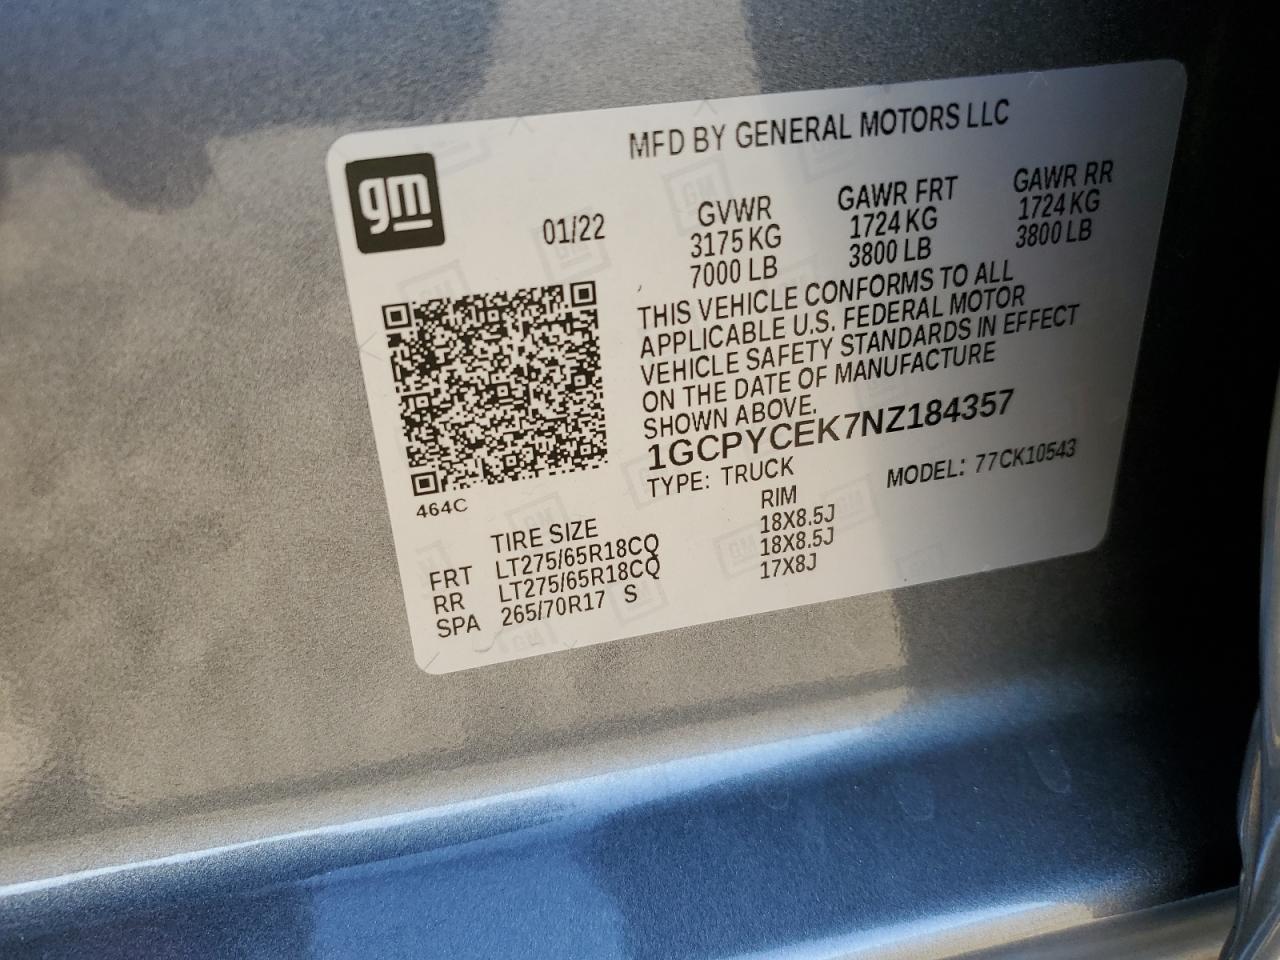 gm
MFD BY GENERAL MOTORS LLC
01/22
GVWR
3175 KG
7000 LB
GAWR FRT
1724 KG
3800 LB
GAWR RR
1724 KG
3800 LB
THIS VEHICLE CONFORMS TO ALL
APPLICABLE U.S. FEDERAL MOTOR
VEHICLE SAFETY STANDARDS IN EFFECT
ON THE DATE OF MANUFACTURE
SHOWN ABOVE.
1GCPYCEK7NZ184357
TYPE: TRUCK
MODEL: 77CK10543
464C
TIRE SIZE RIM
FRT LT275/65R18CQ 18X8.5J
RR LT275/65R18CQ 18X8.5J
SPA 265/70R17 S 17X8J